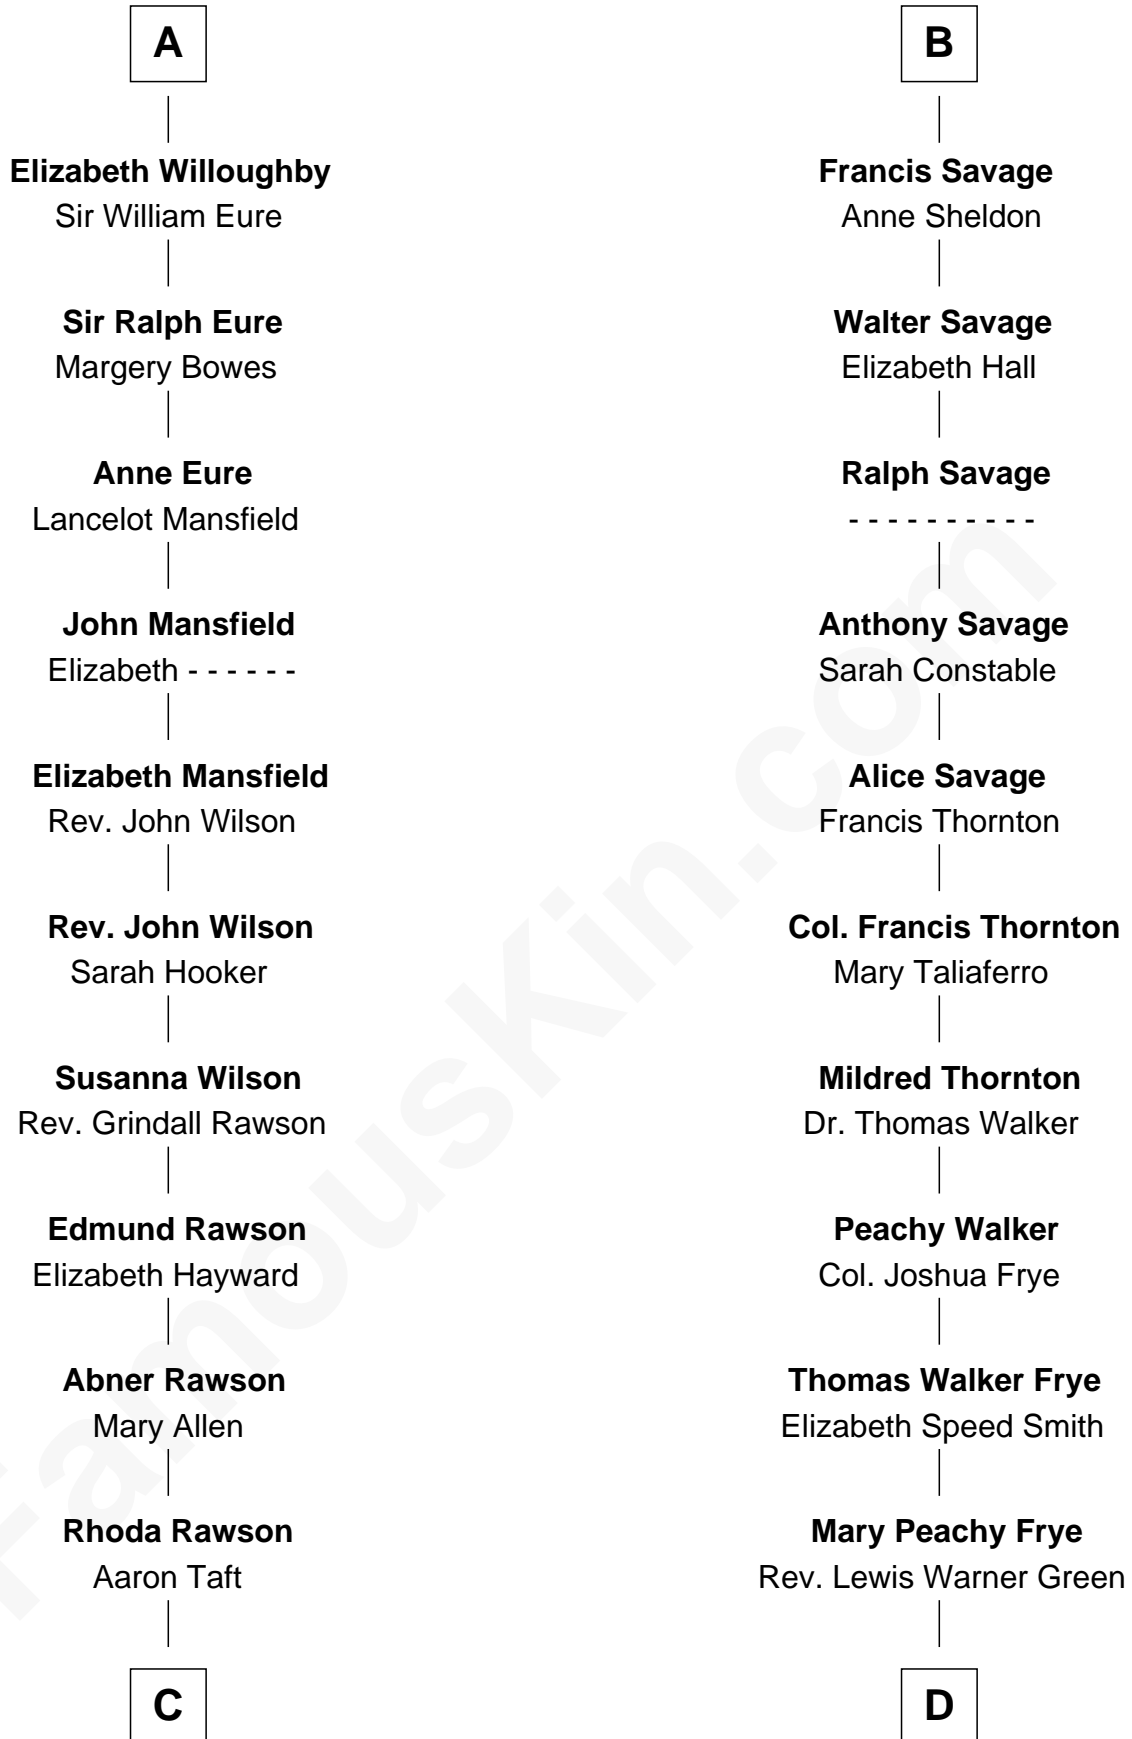 A
Elizabeth Willoughby
Sir William Eure
Sir Ralph Eure
Margery Bowes
Anne Eure
Lancelot Mansfield
John Mansfield
Elizabeth - - - - - -
Elizabeth Mansfield
Rev. John Wilson
Rev. John Wilson
Sarah Hooker
Susanna Wilson
Rev. Grindall Rawson
Edmund Rawson
Elizabeth Hayward
Abner Rawson
Mary Allen
Rhoda Rawson
Aaron Taft
C
B
Francis Savage
Anne Sheldon
Walter Savage
Elizabeth Hall
Ralph Savage
- - - - - - - - - -
Anthony Savage
Sarah Constable
Alice Savage
Francis Thornton
Col. Francis Thornton
Mary Taliaferro
Mildred Thornton
Dr. Thomas Walker
Peachy Walker
Col. Joshua Frye
Thomas Walker Frye
Elizabeth Speed Smith
Mary Peachy Frye
Rev. Lewis Warner Green
D
FamousKin.com